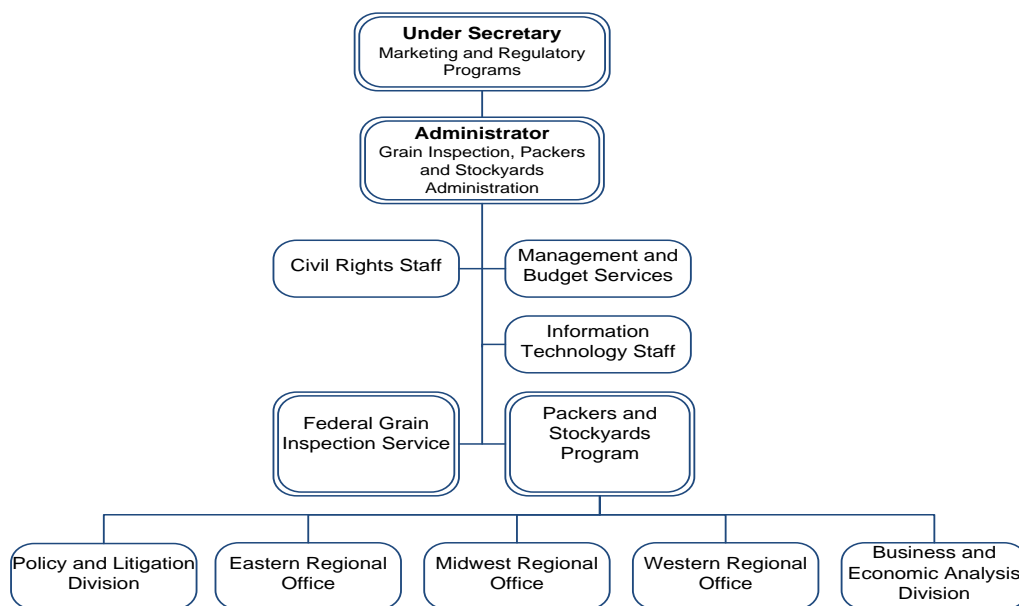 Under Secretary
Marketing and Regulatory
Programs
Administrator
Grain Inspection, Packers
and Stockyards
Administration
Civil Rights Staff
Management and
Budget Services
Information
Technology Staff
Federal Grain
Inspection Service
Packers and
Stockyards
Program
Policy and Litigation
Division
Eastern Regional
Office
Midwest Regional
Office
Western Regional
Office
Business and
Economic Analysis
Division